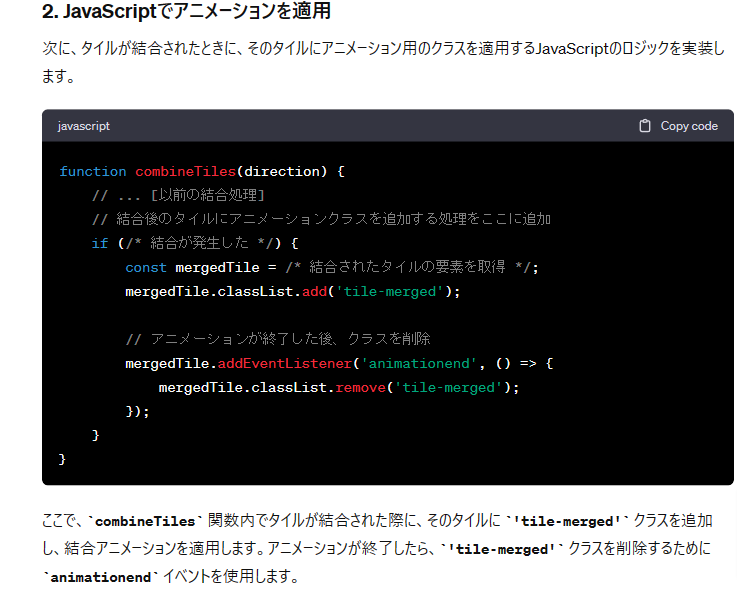 2. JavaScriptでアニメーションを適用
次に、タイルが結合されたときに、そのタイルにアニメーション用のクラスを適用するJavaScriptのロジックを実装し
ます。
javascript
Copy code
function combineTiles(direction) {
// ... [以前の結合処理]
// 結合後のタイルにアニメーションクラスを追加する処理をここに追加
if (/* 結合が発生した */) {
const mergedTile = /* 結合されたタイルの要素を取得 */;
mergedTile.classList.add('tile-merged');
// アニメーションが終了した後、クラスを削除
mergedTile.addEventListener('animationend', () => {
mergedTile.classList.remove('tile-merged');
});
}
}
ここで、`combineTiles` 関数内でタイルが結合された際に、そのタイルに `'tile-merged'` クラスを追加
し、結合アニメーションを適用します。アニメーションが終了したら、`'tile-merged'` クラスを削除するために
`animationend` イベントを使用します。